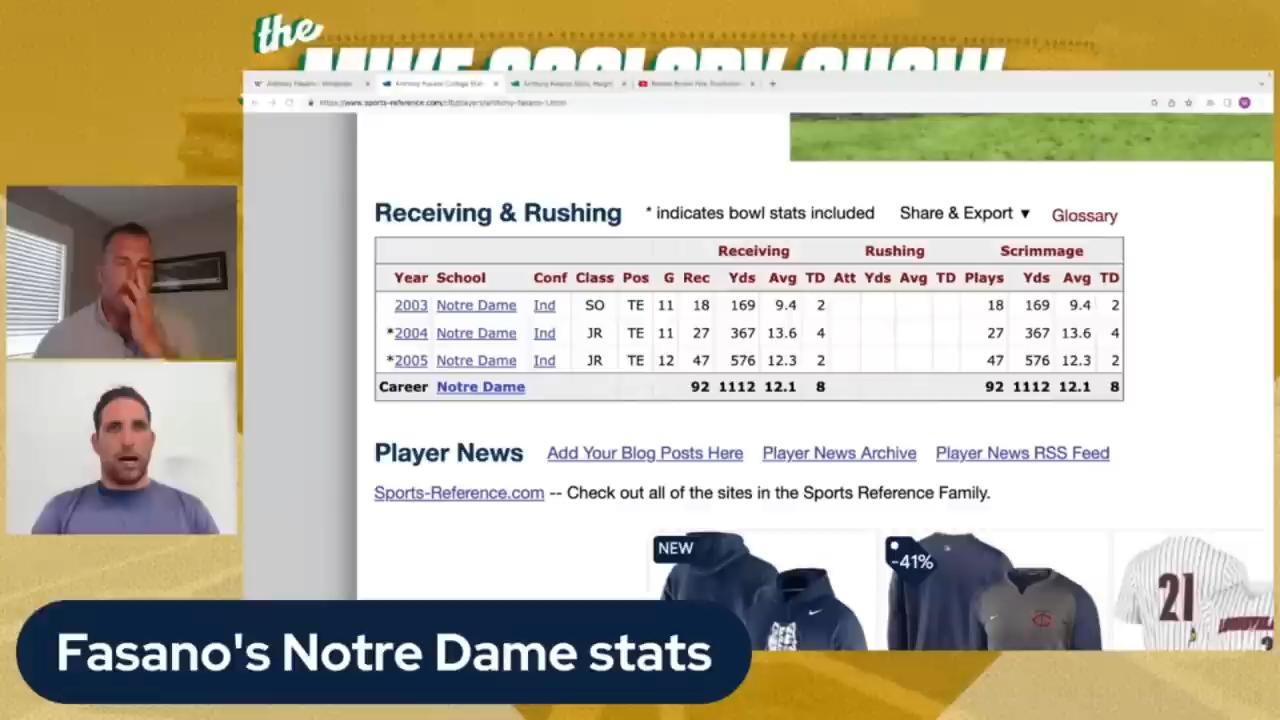 the
Receiving & Rushing
* indicates bowl stats included
Share & Export ▼
Glossary
Receiving Rushing Scrimmage
Year School Conf Class Pos G Rec Yds Avg TD Att Yds Avg TD Plays Yds Avg TD
2003 Notre Dame Ind SO TE 11 18 169 9.4 2 18 169 9.4 2
*2004 Notre Dame Ind JR TE 11 27 367 13.6 4 27 367 13.6 4
*2005 Notre Dame Ind JR TE 12 47 576 12.3 2 47 576 12.3 2
Career Notre Dame 92 1112 12.1 8 92 1112 12.1 8
Player News
Add Your Blog Posts Here
Player News Archive
Player News RSS Feed
Sports-Reference.com -- Check out all of the sites in the Sports Reference Family.
NEW
-41%
21
Fasano's Notre Dame stats